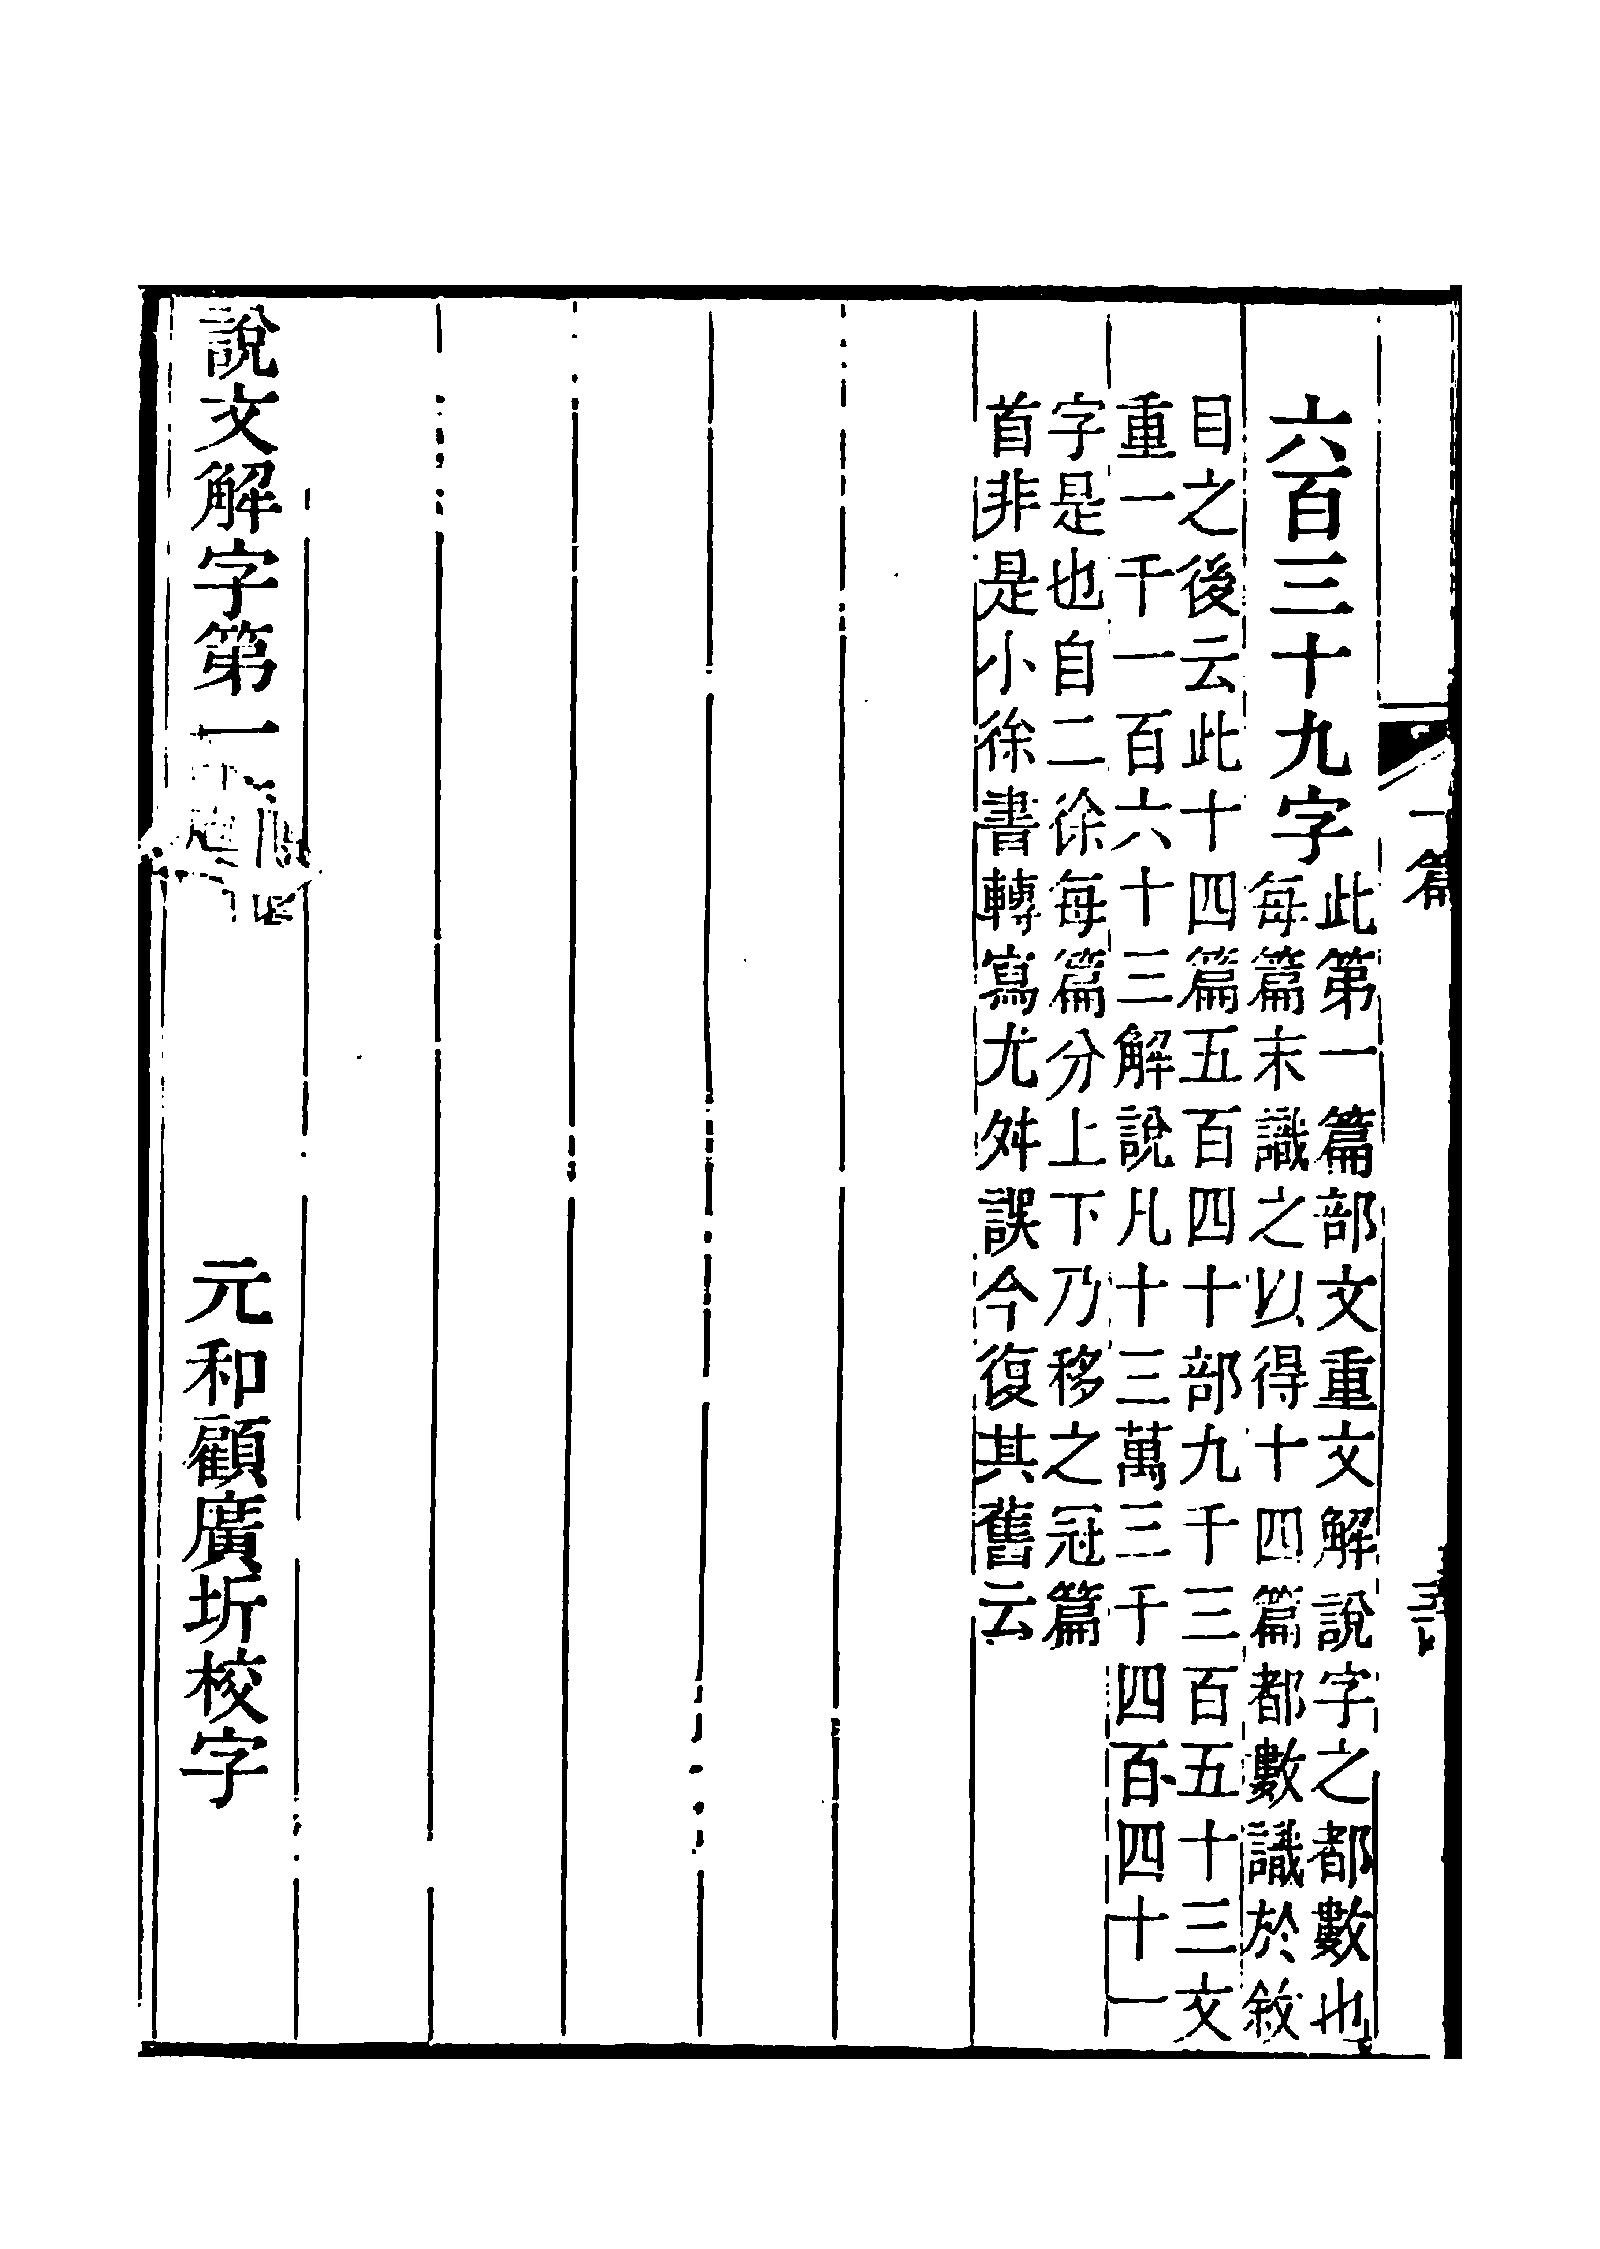 六百三十九字
此第一篇部文重文解說字之都數也
每篇末識之以得十四篇都數識於敘
目之後云此十四篇五百四十部九千三百五十三文
重一千一百六十三解說凡十三萬三千四百四十一
字是也自二徐每篇分上下乃移之冠篇
首非是小徐書轉寫尤舛誤今復其舊云
說文解字第一
元和顧廣圻校字
一篇